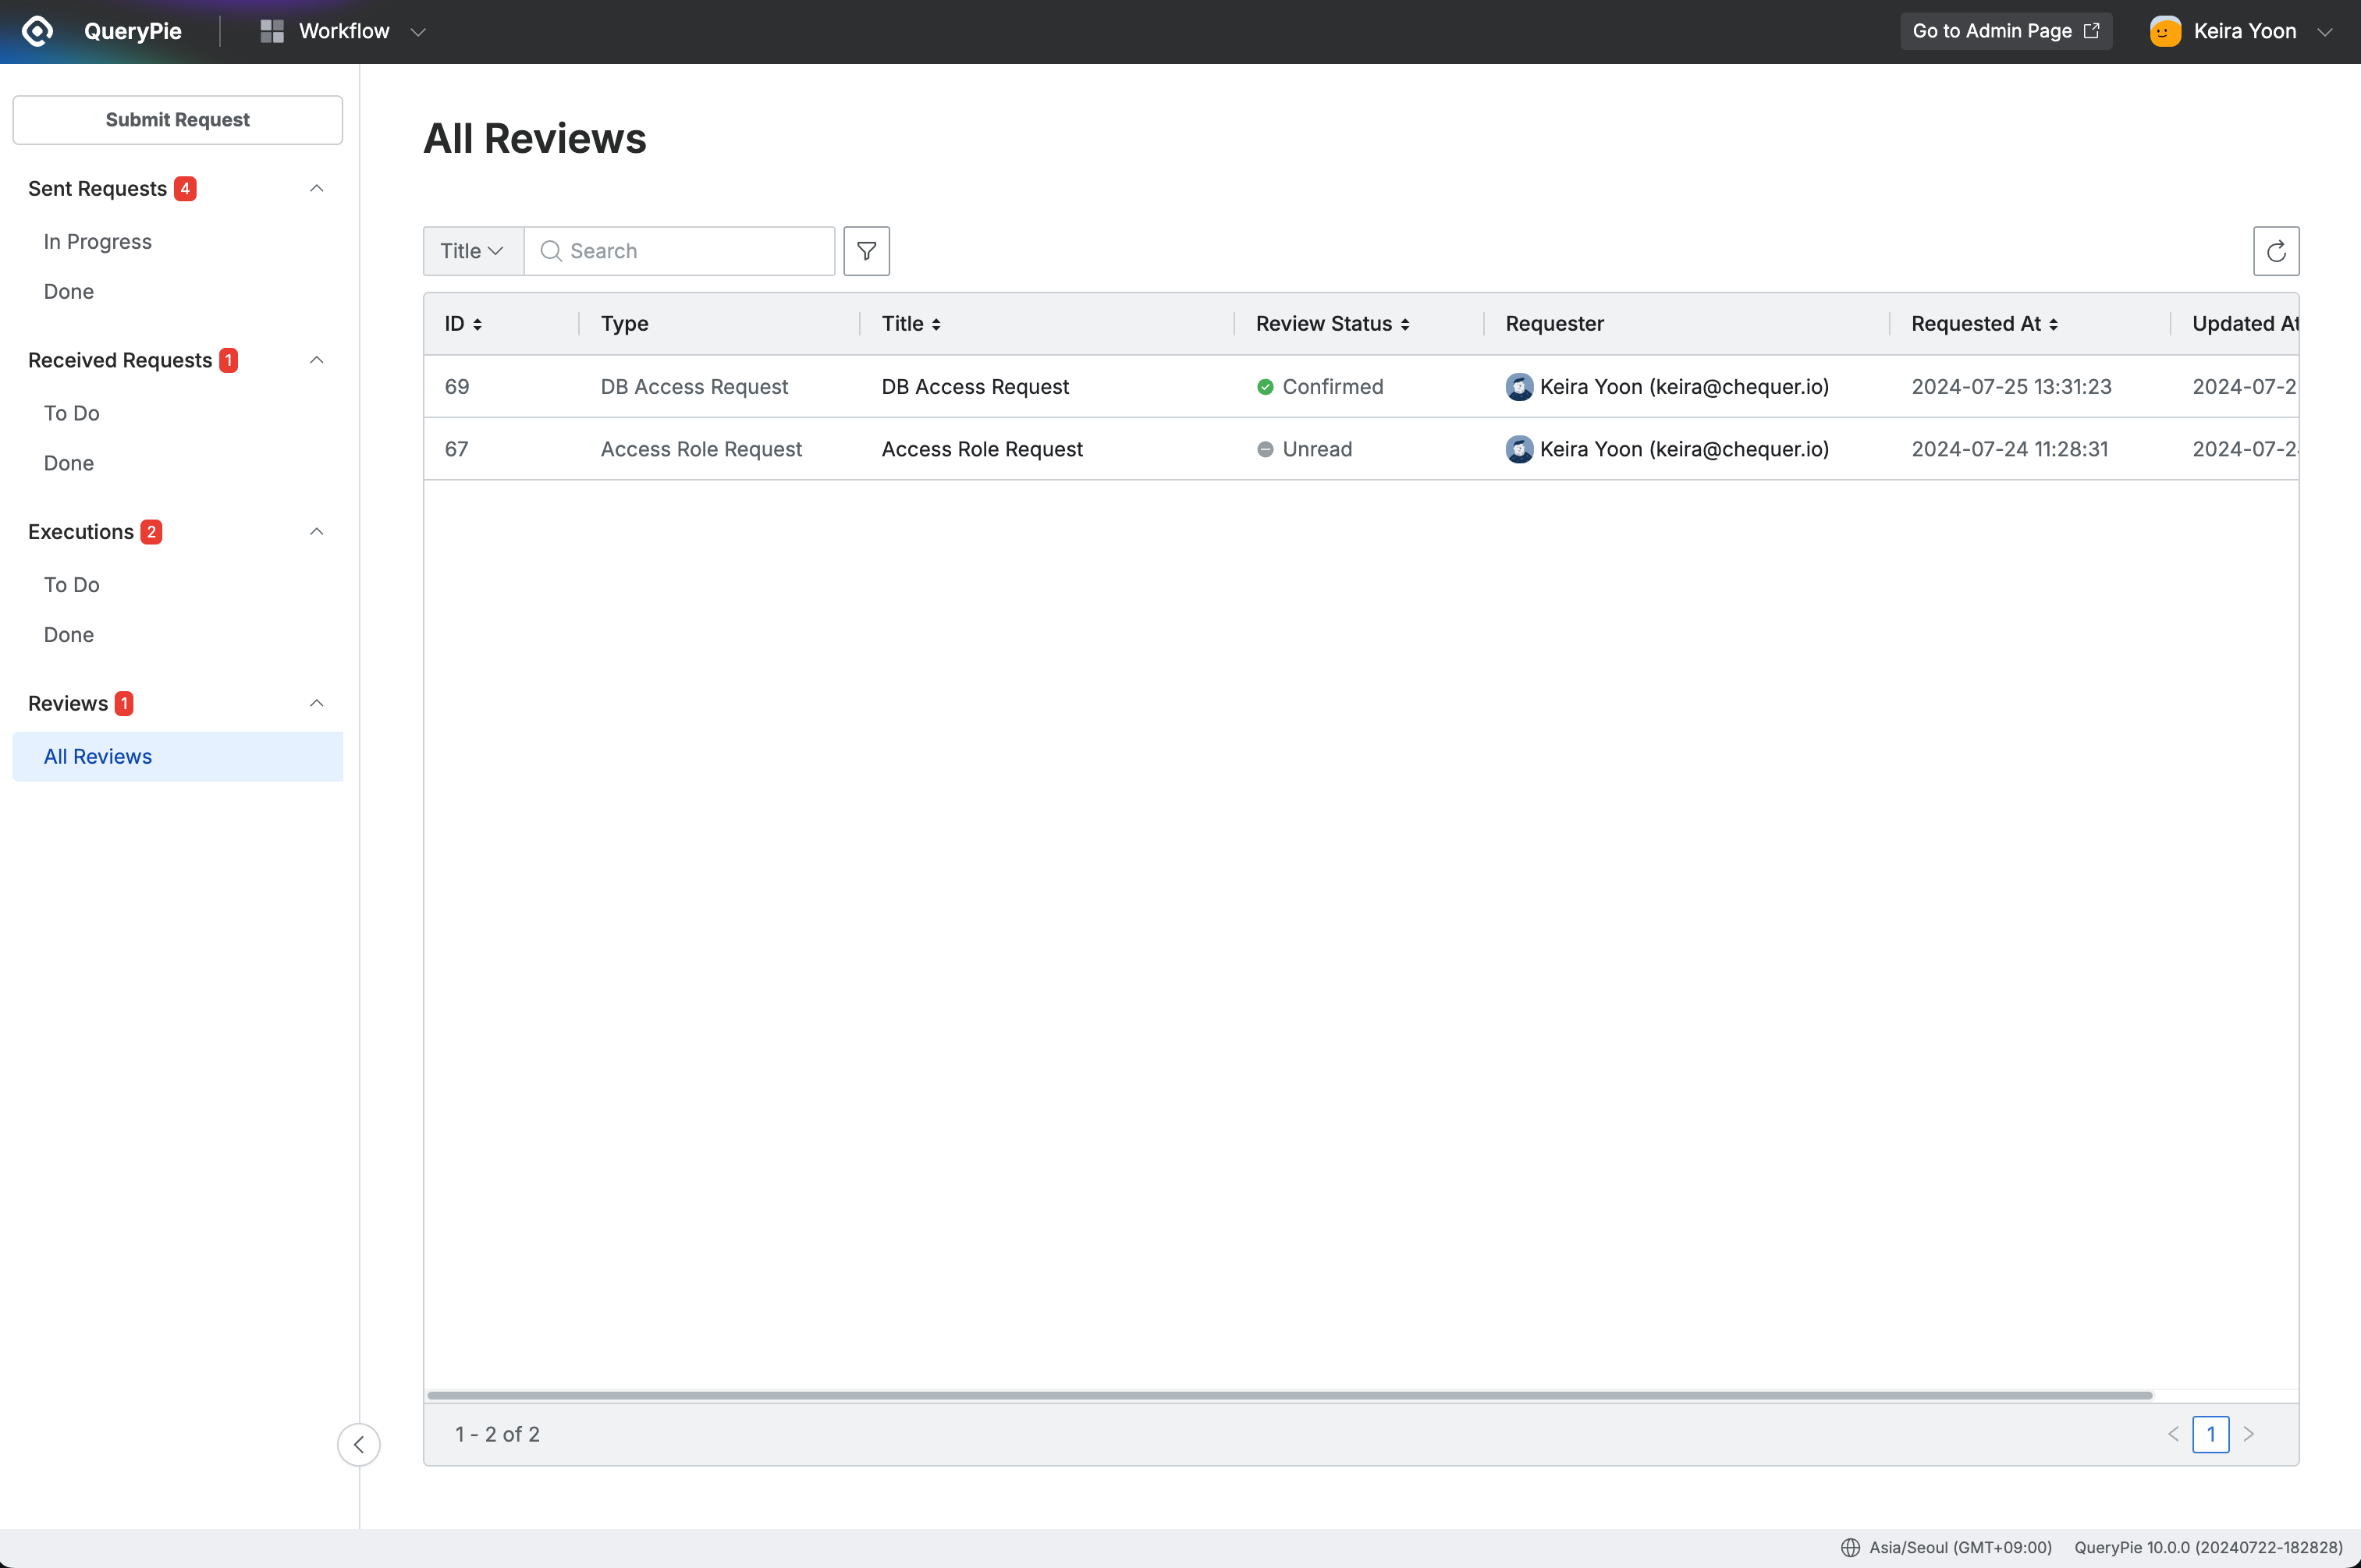 QueryPie
Workflow
Go to Admin Page
Keira Yoon
Submit Request
Sent Requests 4
In Progress
Done
Received Requests 1
To Do
Done
Executions 2
To Do
Done
Reviews 1
All Reviews
All Reviews
Title
Search
ID Type Title Review Status Requester Requested At Updated At
69 DB Access Request DB Access Request Confirmed Keira Yoon (keira@chequer.io) 2024-07-25 13:31:23 2024-07-2
67 Access Role Request Access Role Request Unread Keira Yoon (keira@chequer.io) 2024-07-24 11:28:31 2024-07-2
1 - 2 of 2
1
Asia/Seoul (GMT+09:00) QueryPie 10.0.0 (20240722-182828)